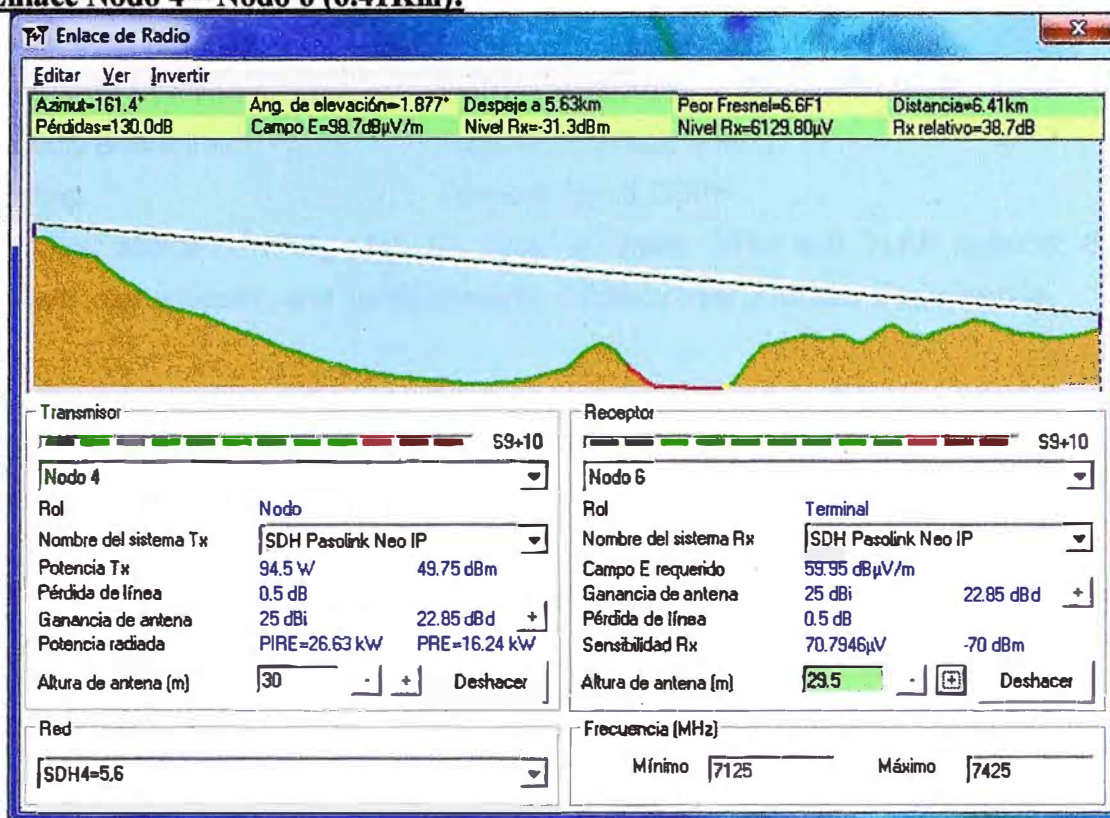 Enlace Nodo 4 – Nodo 6 (6.41Km):
Enlace de Radio
Editar Ver Invertir
Azimut=161.4° Ang. de elevación=-1.877° Despeje a 5.63km Peor Fresnel=6.6F1 Distancia=6.41km
Pérdidas=130.0dB Campo E=98.7dBµV/m Nivel Rx=-31.3dBm Nivel Rx=6129.80µV Rx relativo=38.7dB
Transmisor
S9+10
Nodo 4
Rol Nodo
Nombre del sistema Tx SDH Pasolink Neo IP
Potencia Tx 94.5 W 49.75 dBm
Pérdida de línea 0.5 dB
Ganancia de antena 25 dBi 22.85 dBd +
Potencia radiada PIRE=26.63 kW PRE=16.24 kW
Altura de antena (m) 30 - + Deshacer
Red
SDH4=5,6
Receptor
S9+10
Nodo 6
Rol Terminal
Nombre del sistema Rx SDH Pasolink Neo IP
Campo E requerido 59.95 dBµV/m
Ganancia de antena 25 dBi 22.85 dBd +
Pérdida de línea 0.5 dB
Sensibilidad Rx 70.7946µV -70 dBm
Altura de antena (m) 29.5 - + Deshacer
Frecuencia (MHz)
Mínimo 7125 Máximo 7425